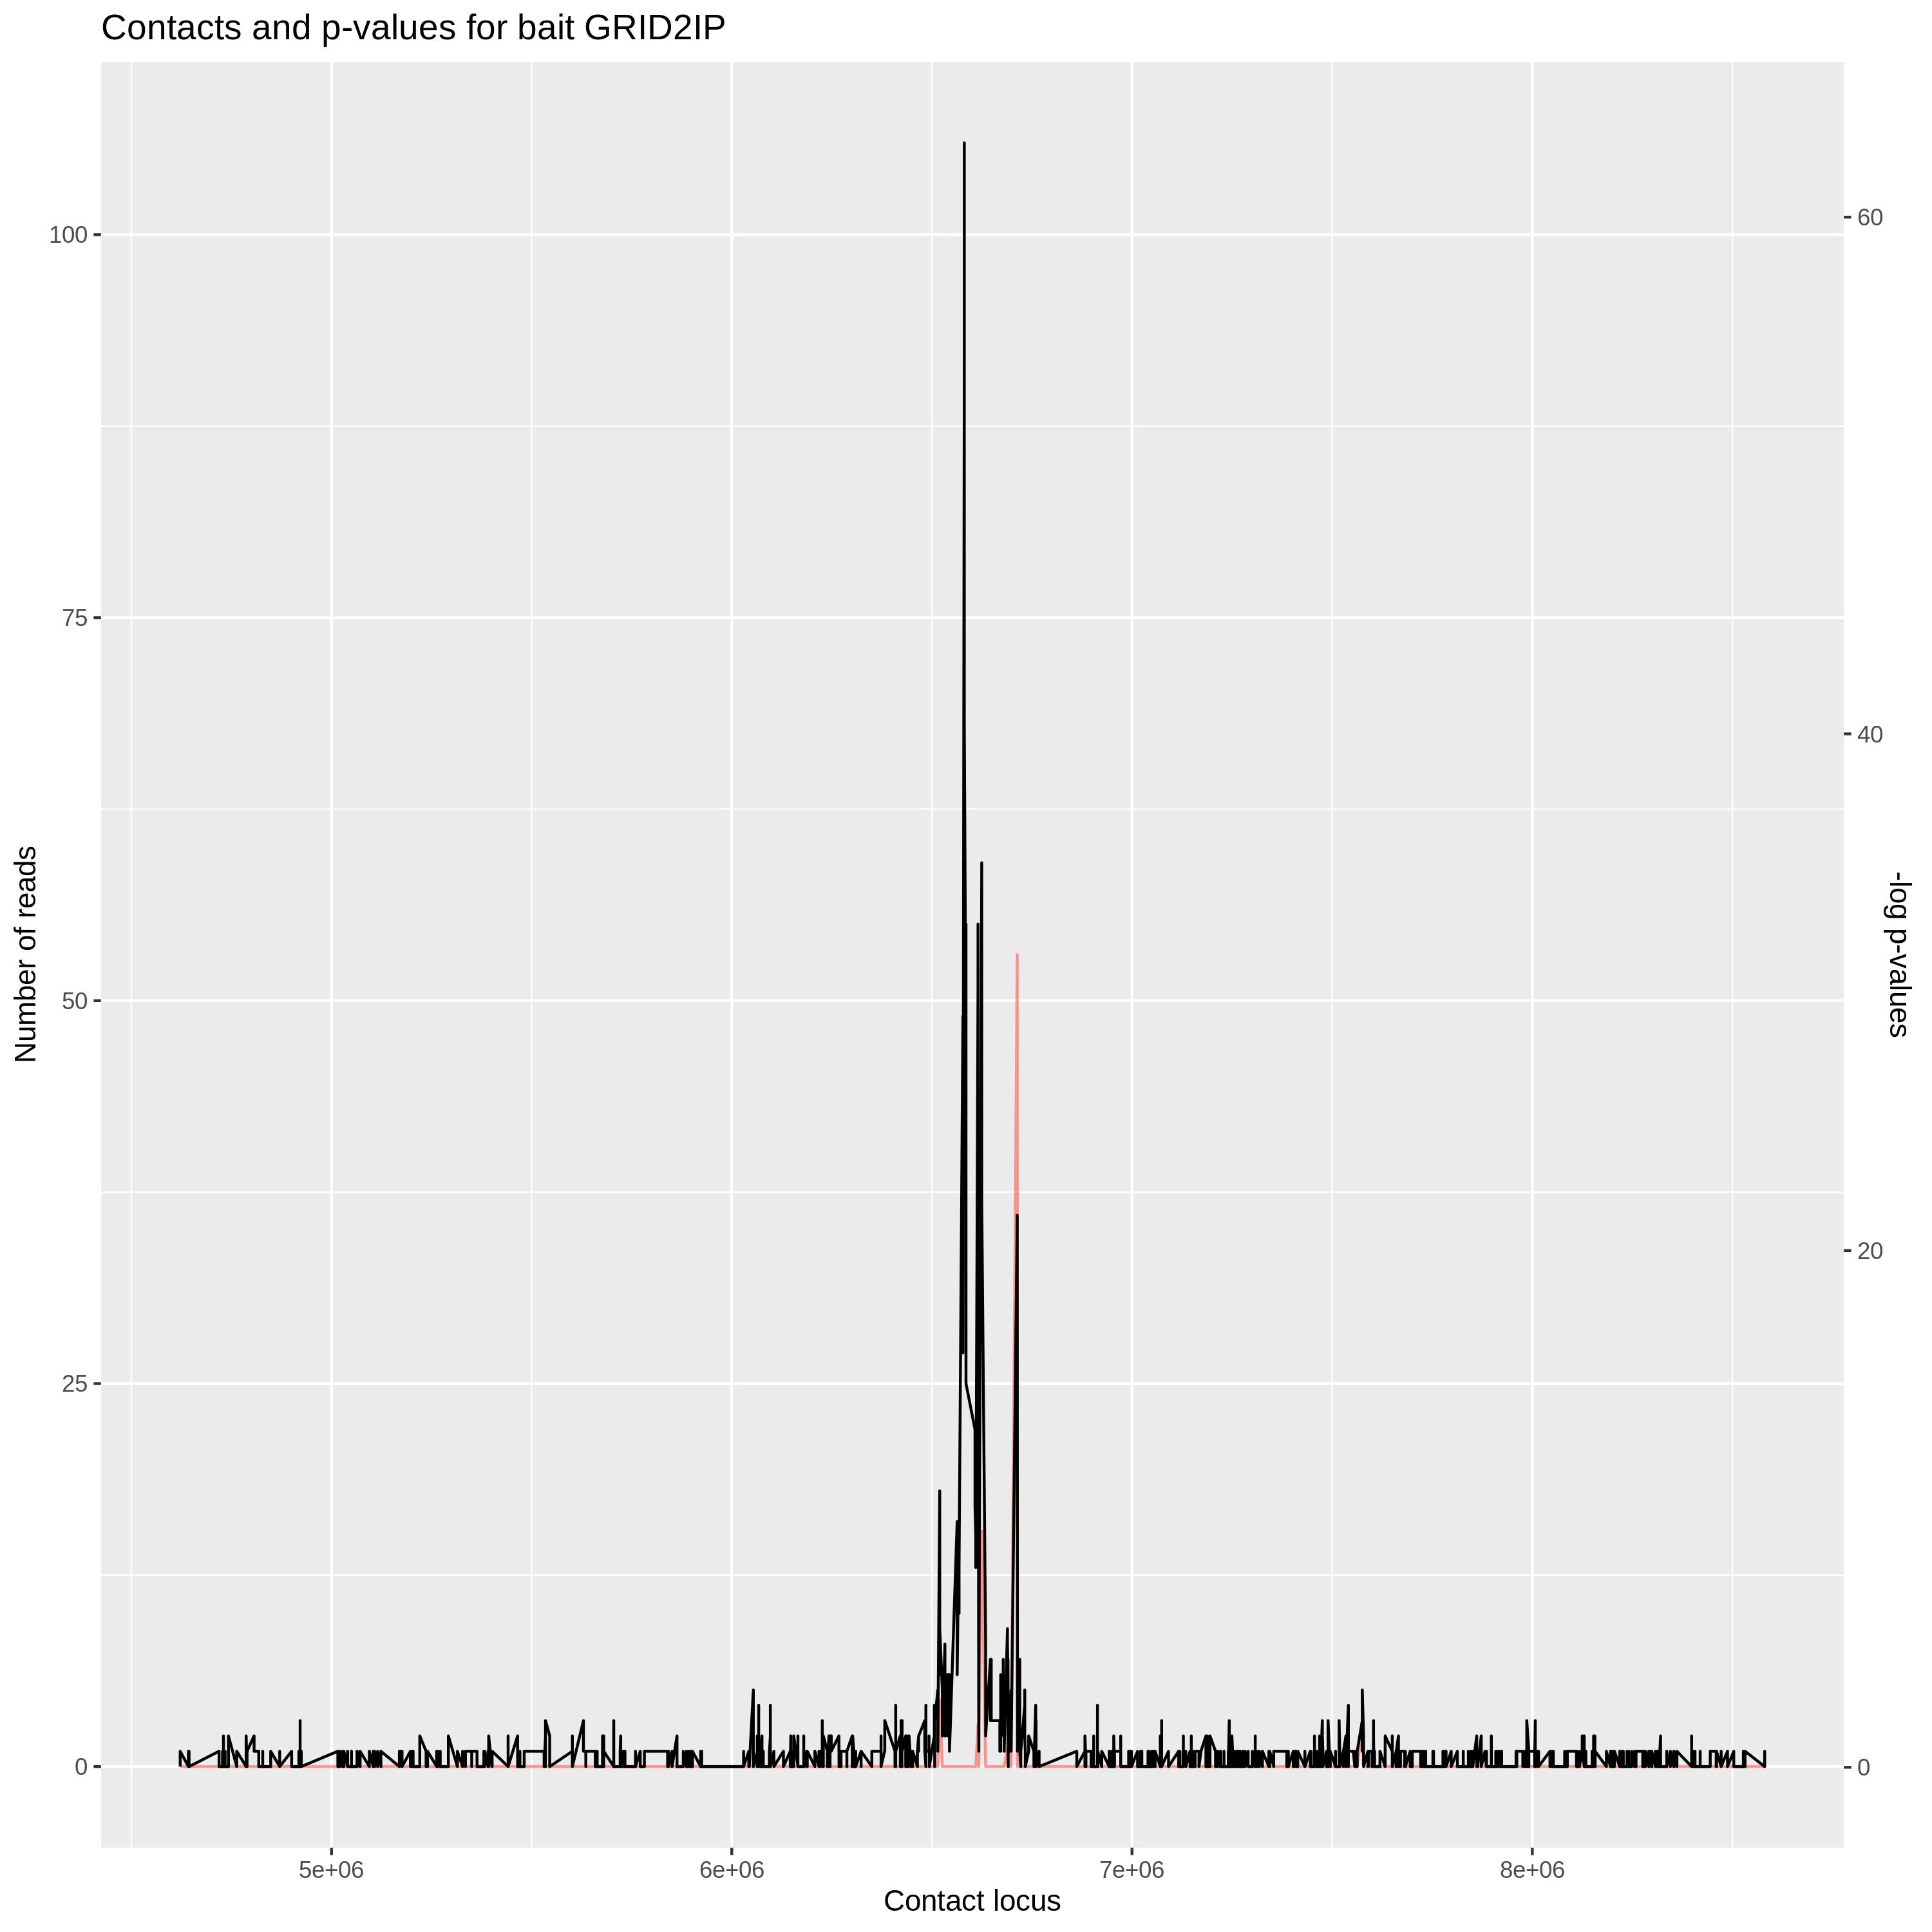 Contacts and p-values for bait GRID2IP
100
75
50
25
0
60
40
20
0
Number of reads
-log p-values
5e+06
6e+06
7e+06
8e+06
Contact locus